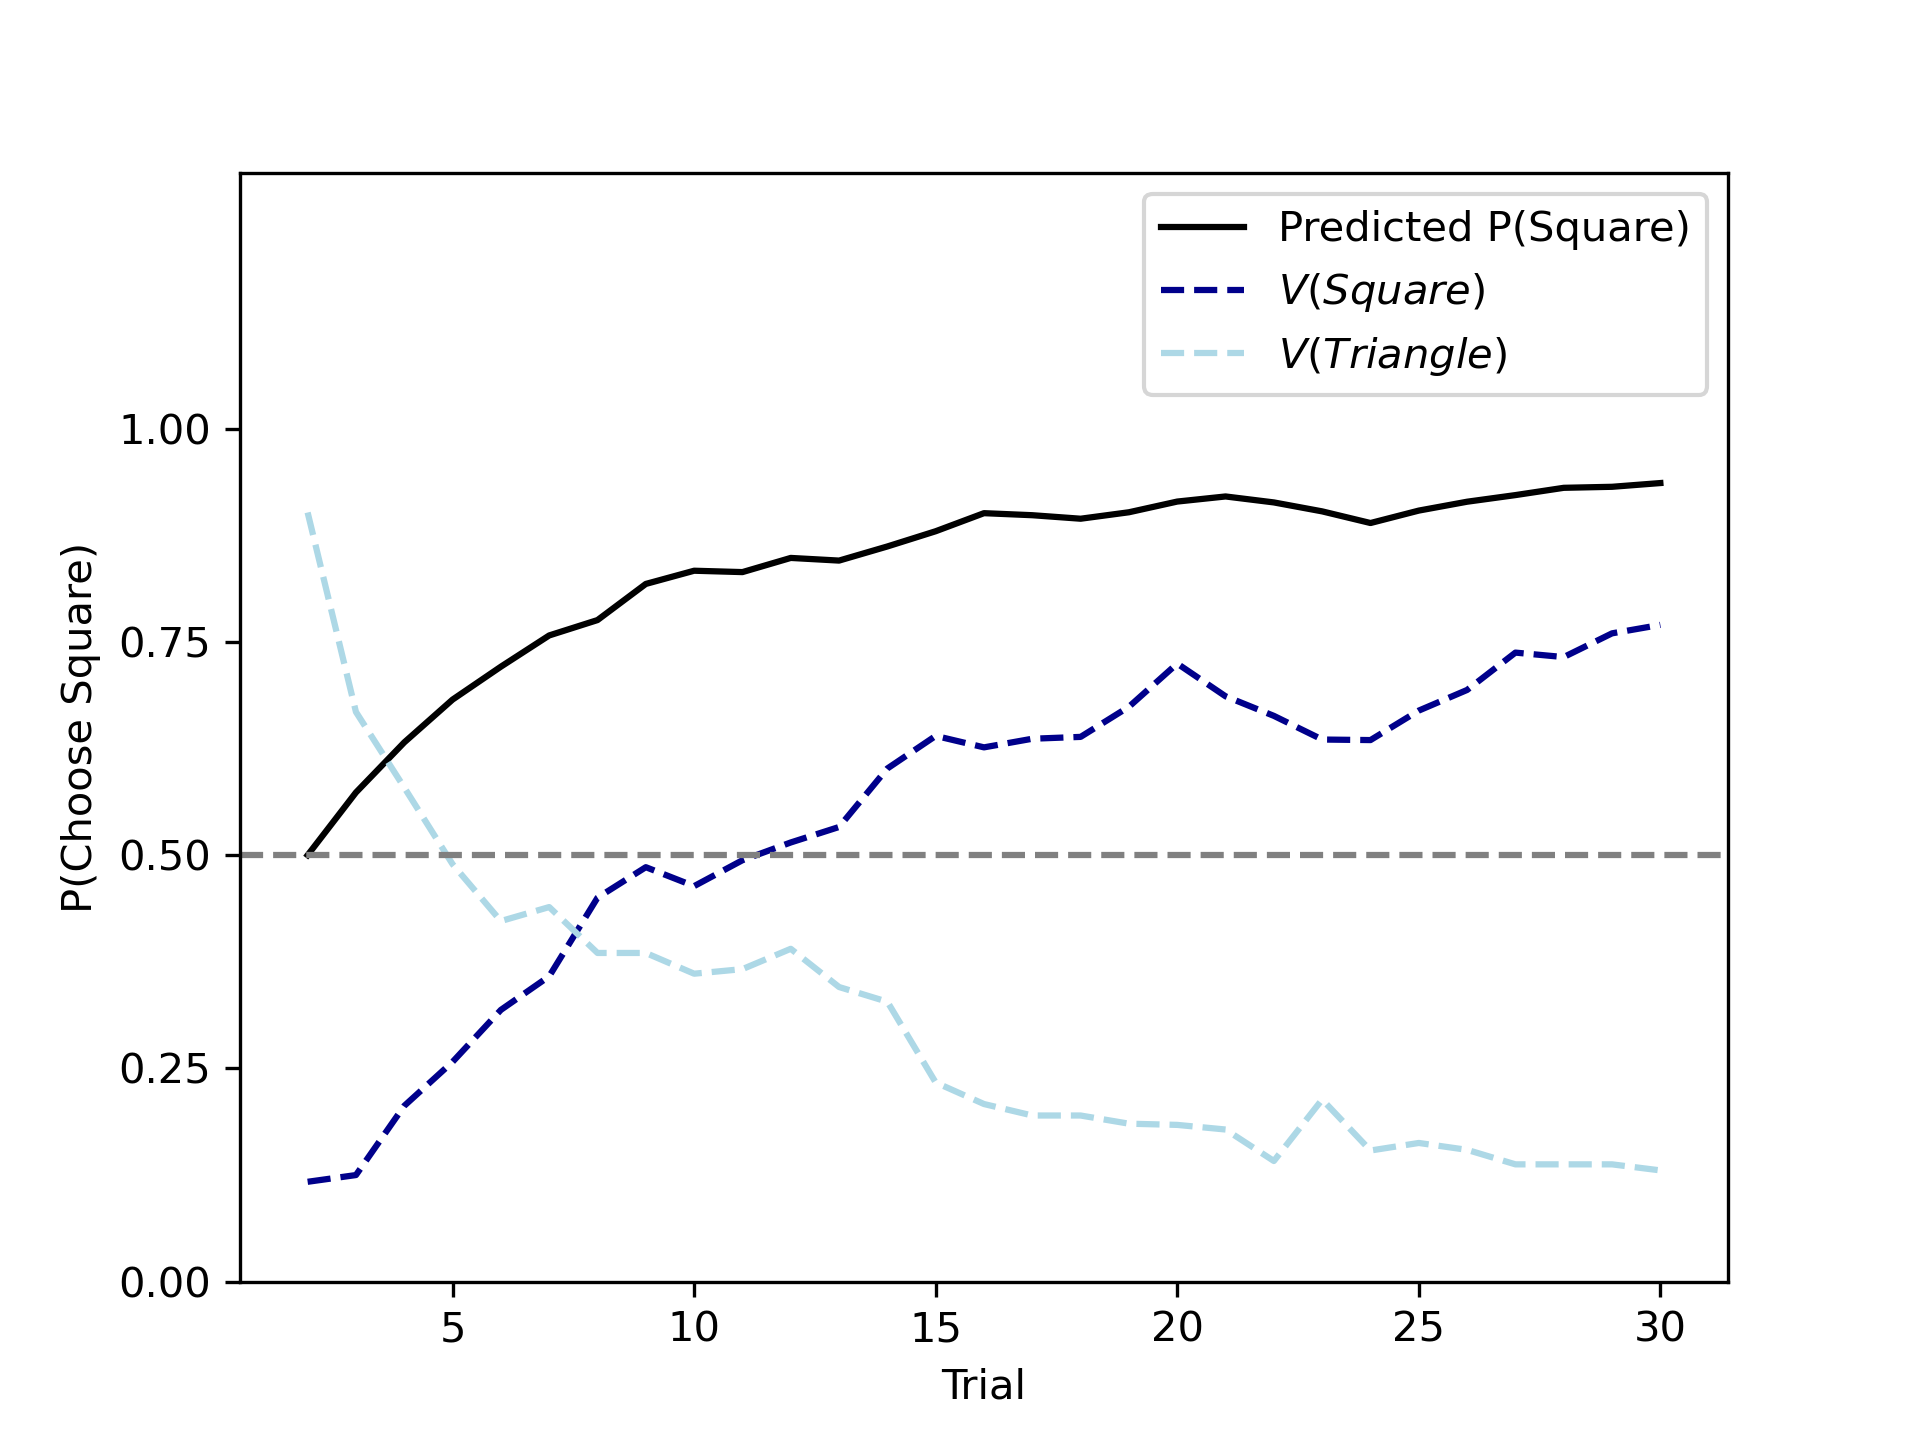 Predicted P(Square)
V(Square)
V(Triangle)
1.00
0.75
0.50
0.25
0.00
P(Choose Square)
5 10 15 20 25 30
Trial